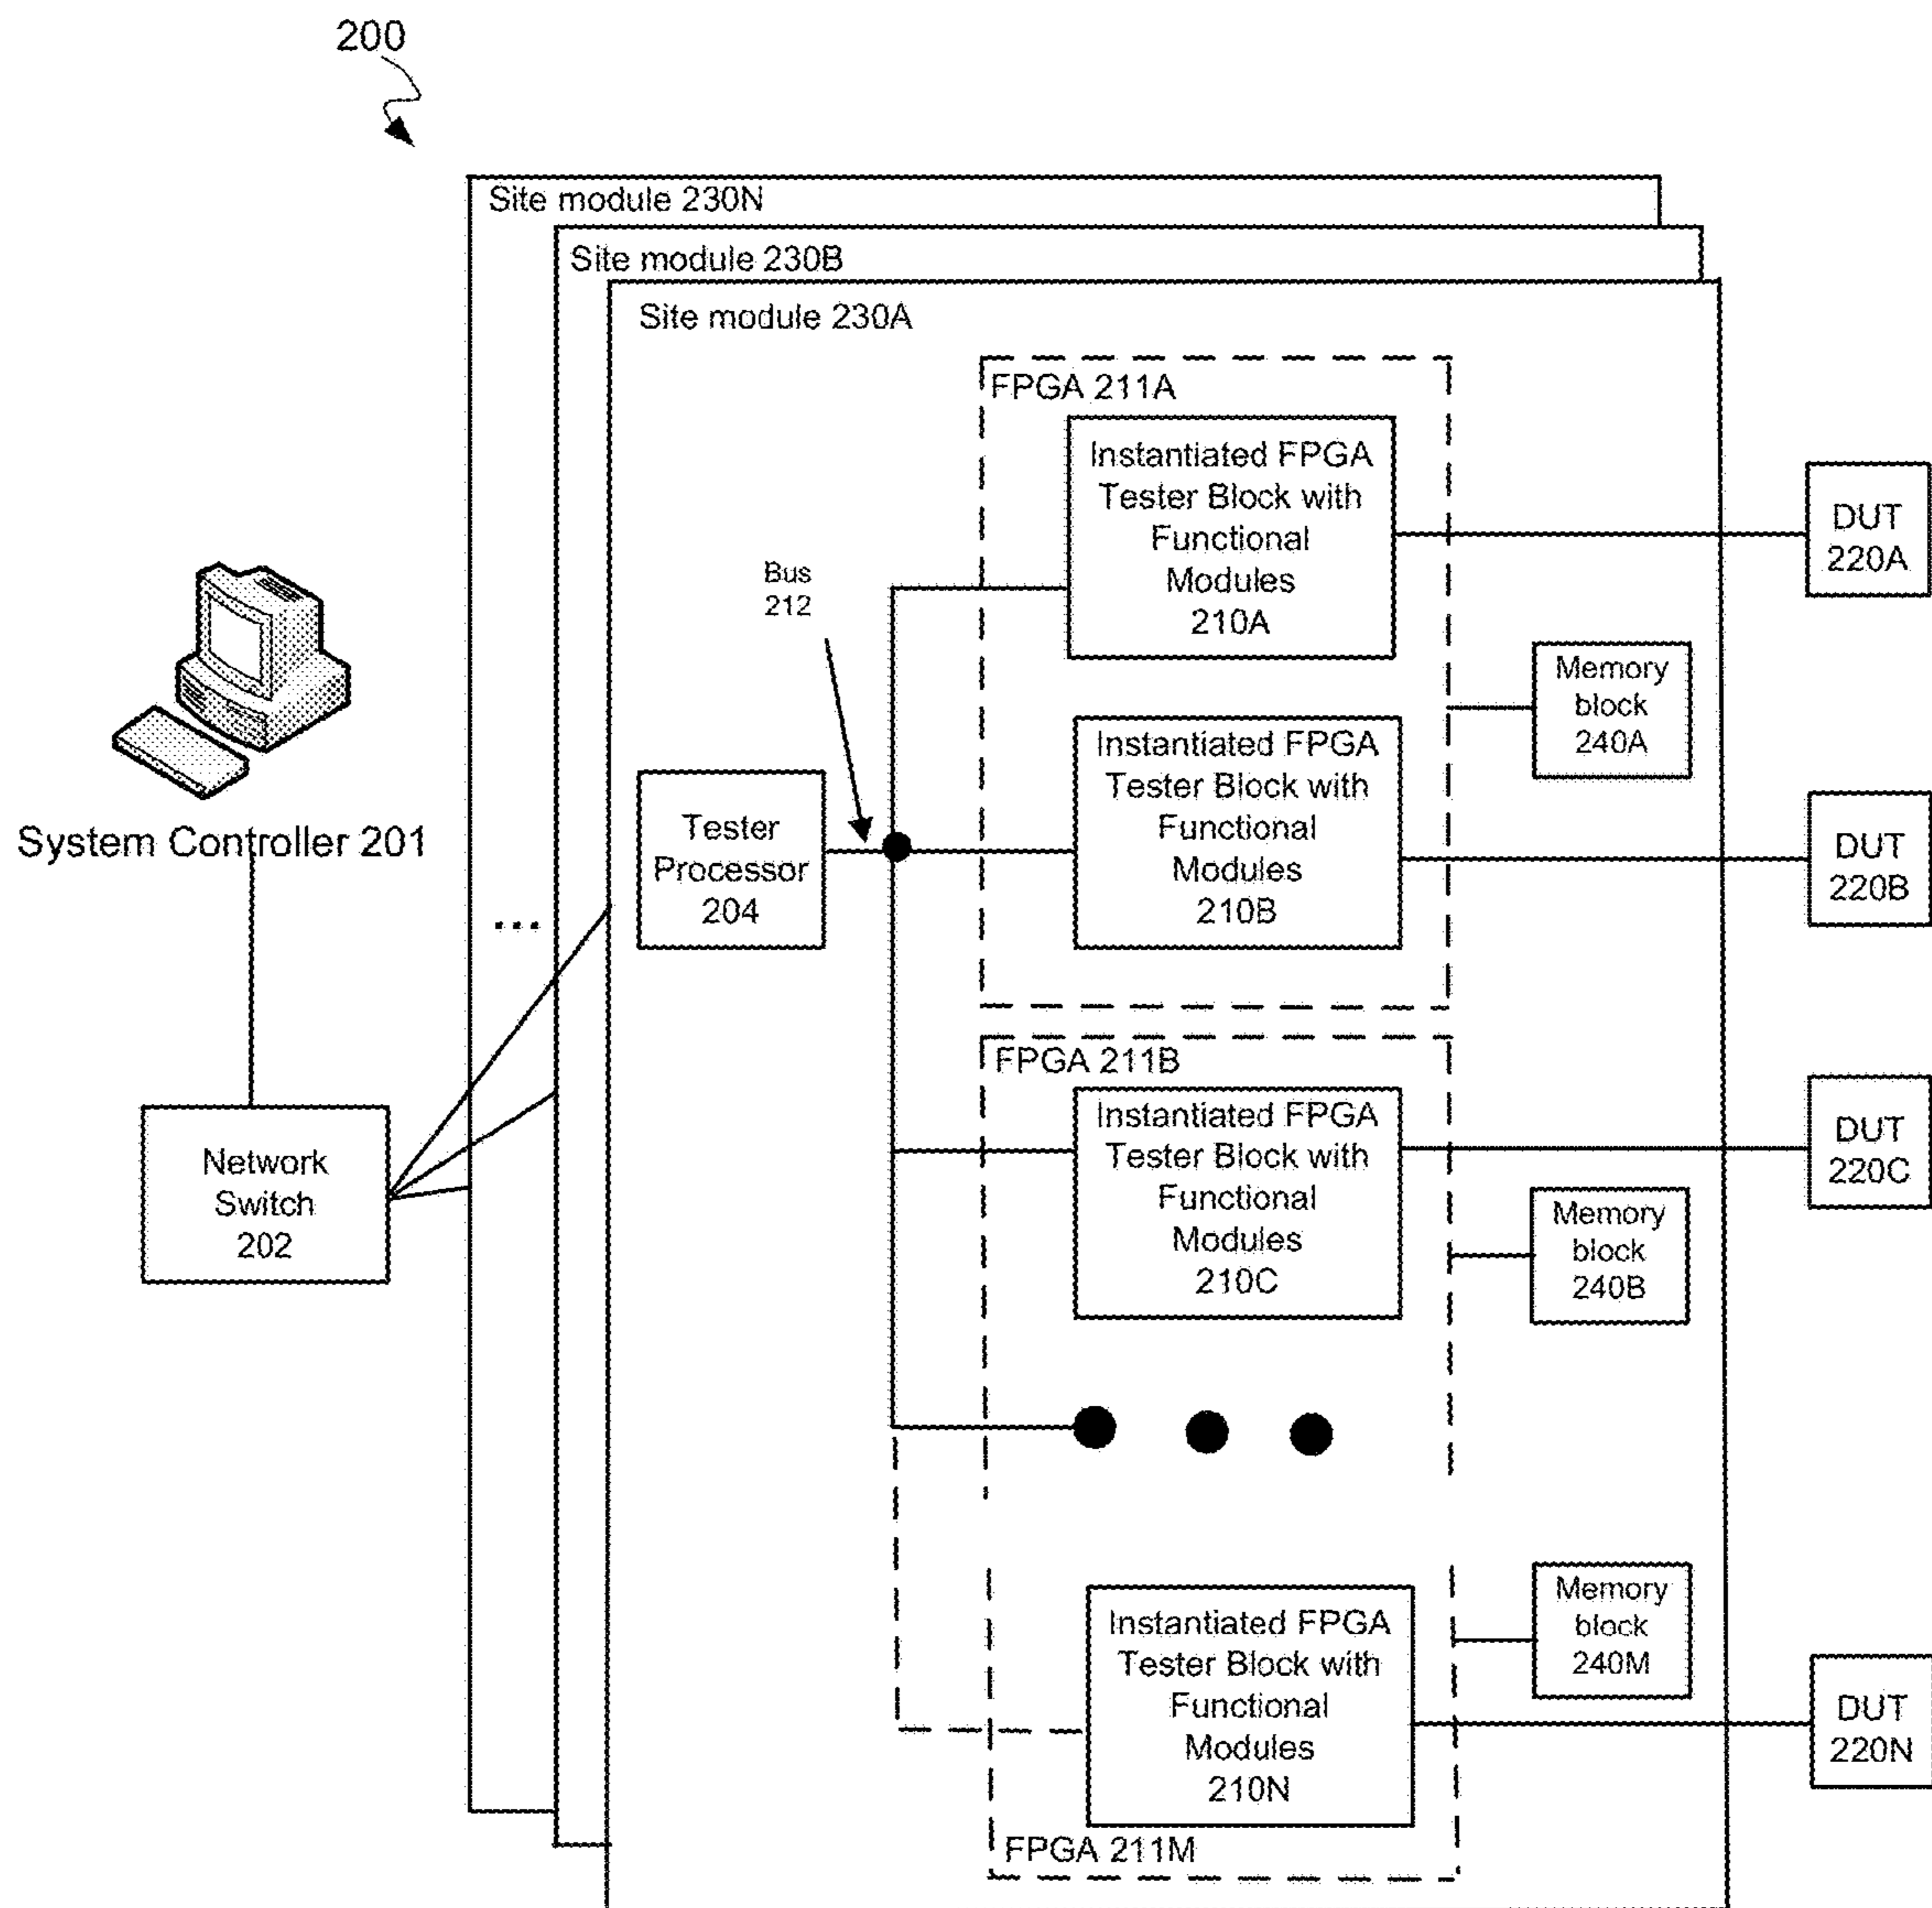 200
Site module 230N
Site module 230B
Site module 230A
FPGA 211A
Instantiated FPGA
Tester Block with
Functional
Modules
210A
DUT
220A
Bus
212
Memory
block
240A
Instantiated FPGA
Tester Block with
Functional
Modules
210B
Tester
Processor
204
DUT
220B
System Controller 201
...
FPGA 211B
Instantiated FPGA
Tester Block with
Functional
Modules
210C
DUT
220C
Network
Switch
202
Memory
block
240B
Memory
block
240M
Instantiated FPGA
Tester Block with
Functional
Modules
210N
DUT
220N
FPGA 211M